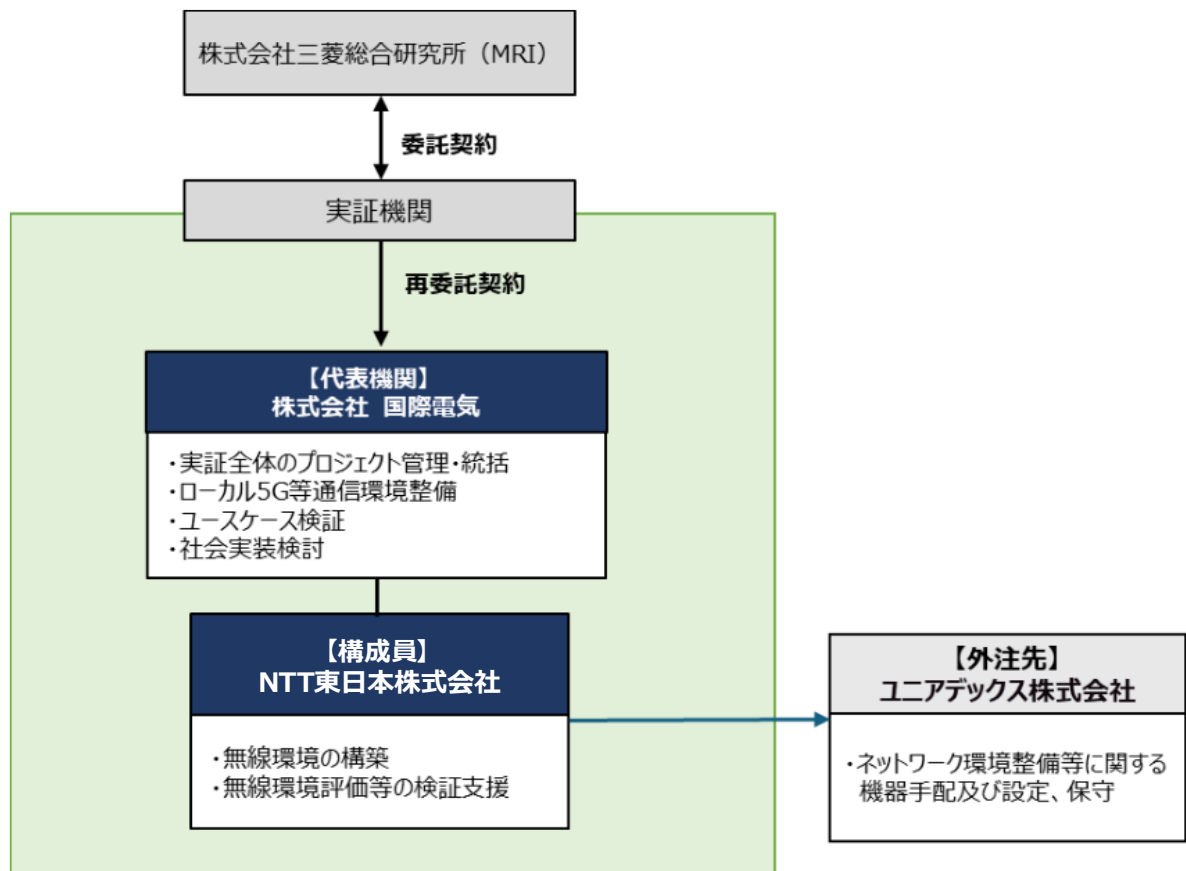 株式会社三菱総合研究所（MRI）
委託契約
実証機関
再委託契約
【代表機関】
株式会社 国際電気
・実証全体のプロジェクト管理・統括
・ローカル5G等通信環境整備
・ユースケース検証
・社会実装検討
【構成員】
NTT東日本株式会社
・無線環境の構築
・無線環境評価等の検証支援
【外注先】
ユニアデックス株式会社
・ネットワーク環境整備等に関する
機器手配及び設定、保守